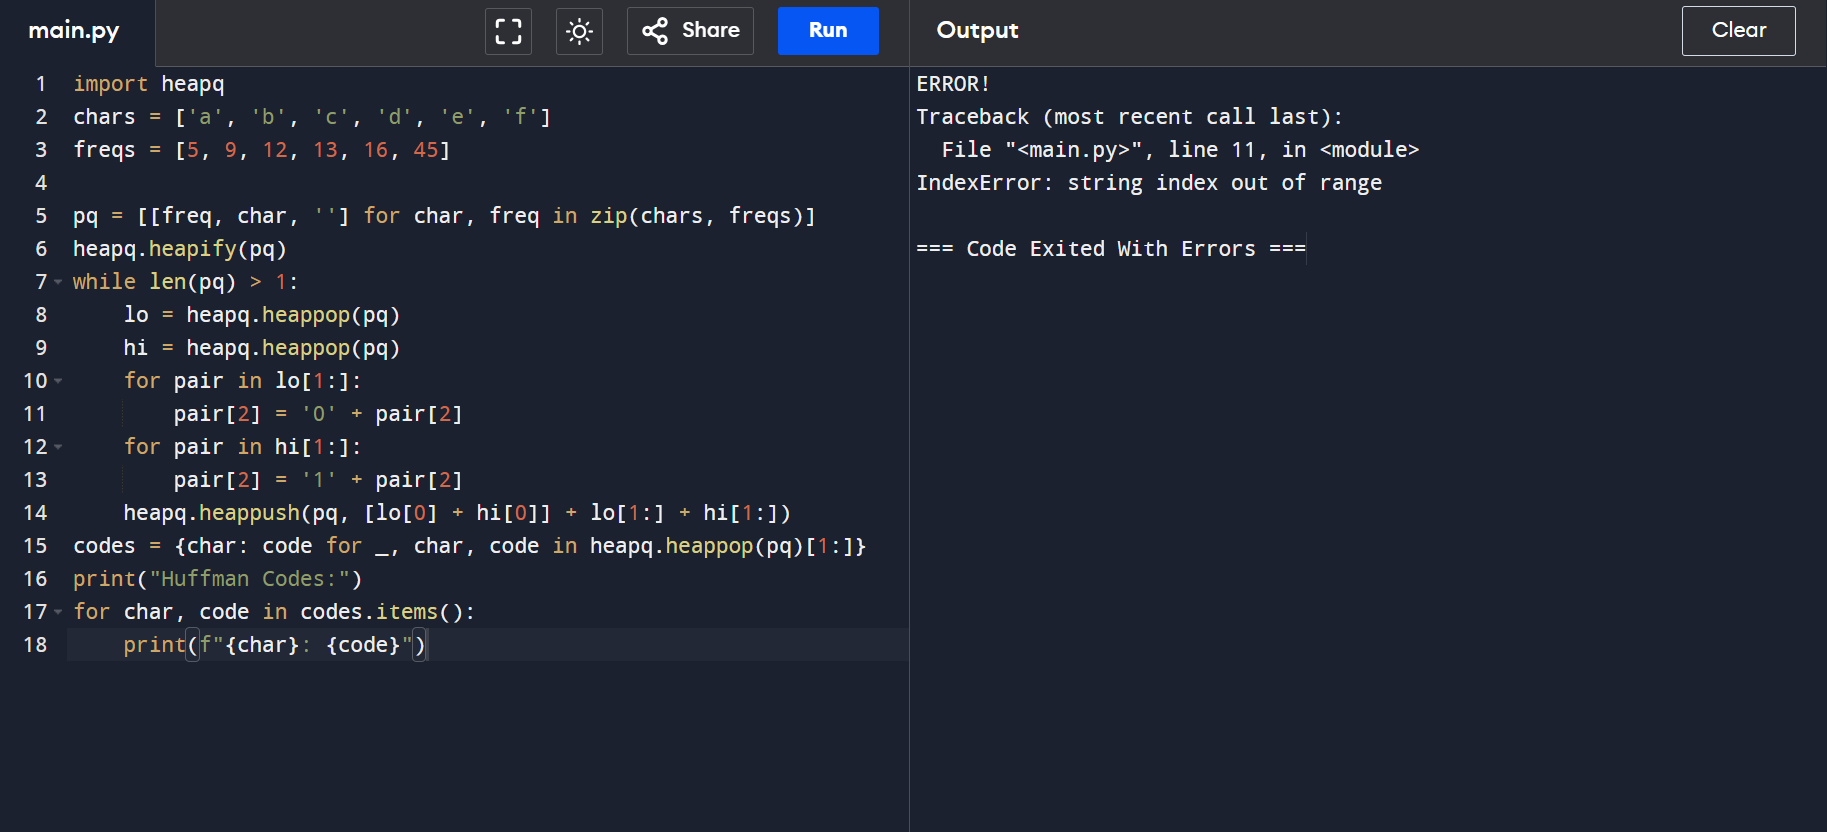 main.py Share Run Output Clear
1 import heapq
2 chars = ['a', 'b', 'c', 'd', 'e', 'f']
3 freqs = [5, 9, 12, 13, 16, 45]
4
5 pq = [[freq, char, ''] for char, freq in zip(chars, freqs)]
6 heapq.heapify(pq)
7 while len(pq) > 1:
8     lo = heapq.heappop(pq)
9     hi = heapq.heappop(pq)
10     for pair in lo[1:]:
11         pair[2] = '0' + pair[2]
12     for pair in hi[1:]:
13         pair[2] = '1' + pair[2]
14     heapq.heappush(pq, [lo[0] + hi[0]] + lo[1:] + hi[1:])
15 codes = {char: code for _, char, code in heapq.heappop(pq)[1:]}
16 print("Huffman Codes:")
17 for char, code in codes.items():
18     print(f"{char}: {code}")
ERROR!
Traceback (most recent call last):
  File "<main.py>", line 11, in <module>
IndexError: string index out of range

=== Code Exited With Errors ===